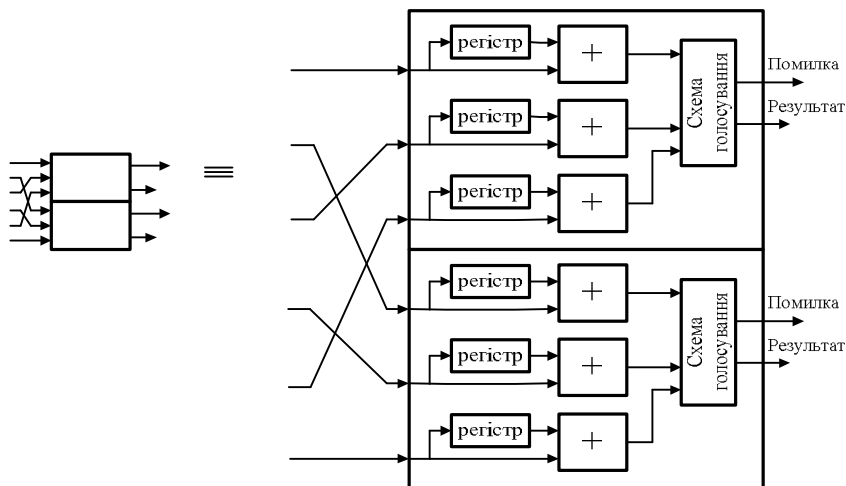 регістр
+
Помилка
Схема
голосування
Результат
регістр
+
регістр
+
≡
регістр
+
Помилка
Схема
голосування
Результат
регістр
+
регістр
+